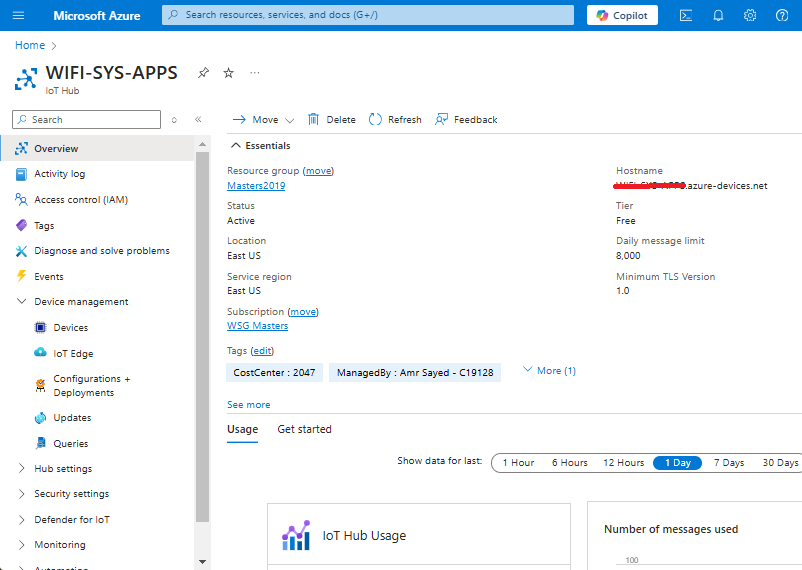 Microsoft Azure
Search resources, services, and docs (G+/)
Copilot
Home
WIFI-SYS-APPS
IoT Hub
Search
Overview
Activity log
Access control (IAM)
Tags
Diagnose and solve problems
Events
Device management
Devices
IoT Edge
Configurations +
Deployments
Updates
Queries
Hub settings
Security settings
Defender for IoT
Monitoring
Automation
Move
Delete
Refresh
Feedback
Essentials
Resource group (move)
Masters2019
Status
Active
Location
East US
Service region
East US
Subscription (move)
WSG Masters
Hostname
.azure-devices.net
Tier
Free
Daily message limit
8,000
Minimum TLS Version
1.0
Tags (edit)
CostCenter : 2047
ManagedBy : Amr Sayed - C19128
More (1)
See more
Usage
Get started
Show data for last:
1 Hour
6 Hours
12 Hours
1 Day
7 Days
30 Days
IoT Hub Usage
Number of messages used
100